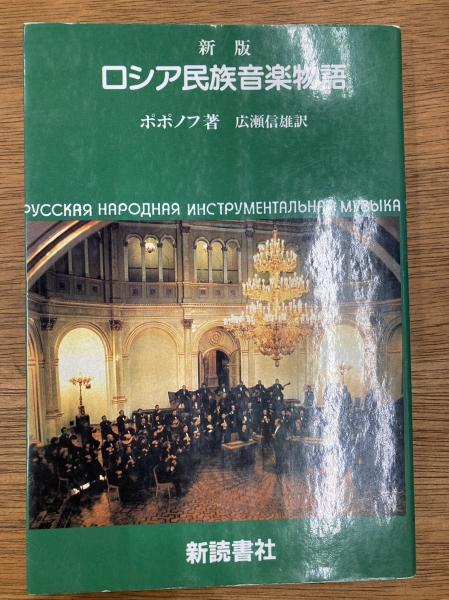 新版
ロシア民族音楽物語
ポポノフ著 広瀬信雄訳
РУССКАЯ НАРОДНАЯ ИНСТРУМЕНТАЛЬНАЯ МУЗЫКА
新読書社